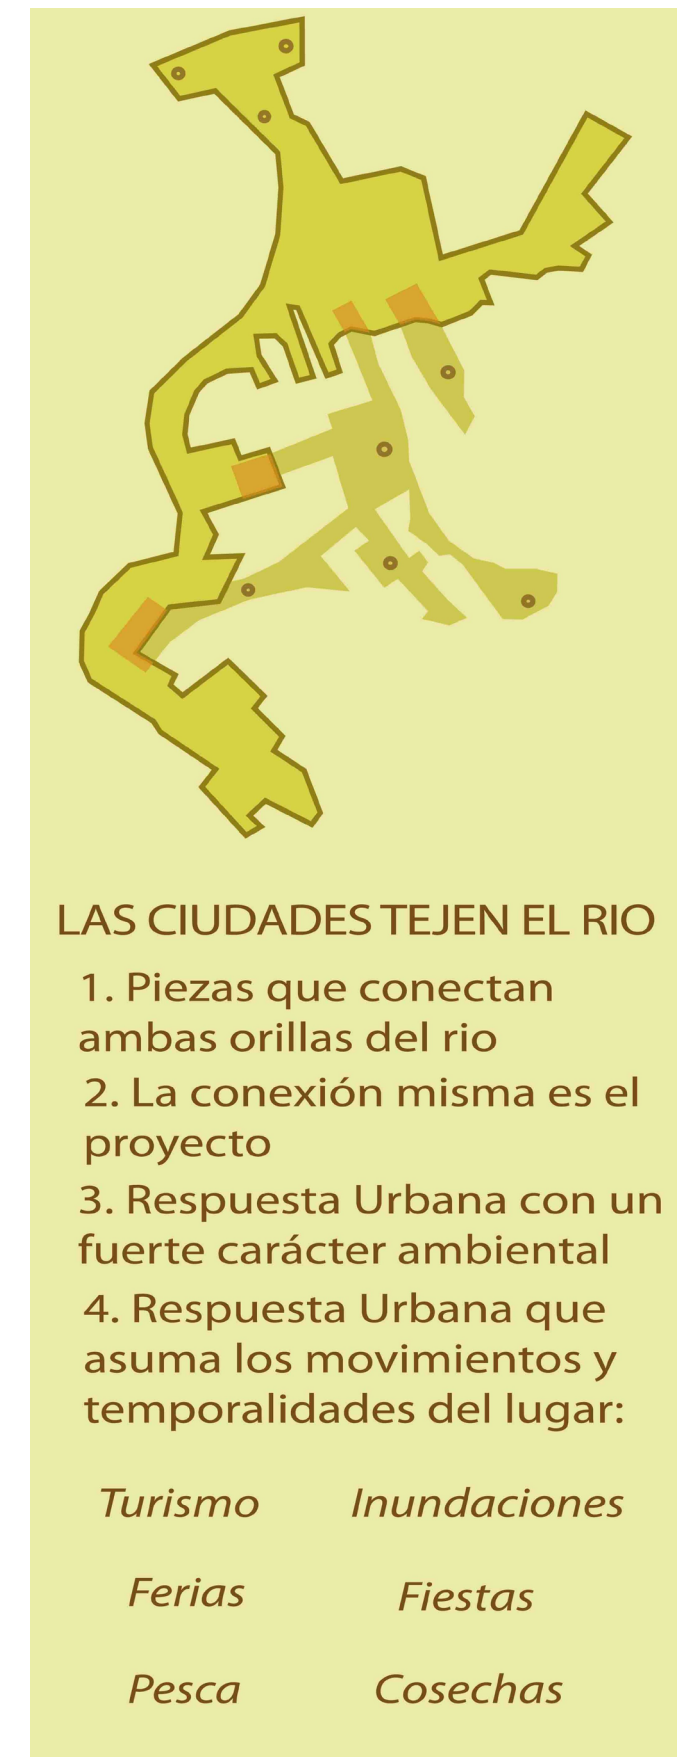 LAS CIUDADES TEJEN EL RIO
1. Piezas que conectan
ambas orillas del rio
2. La conexión misma es el
proyecto
3. Respuesta Urbana con un
fuerte carácter ambiental
4. Respuesta Urbana que
asuma los movimientos y
temporalidades del lugar:
Turismo Inundaciones
Ferias Fiestas
Pesca Cosechas